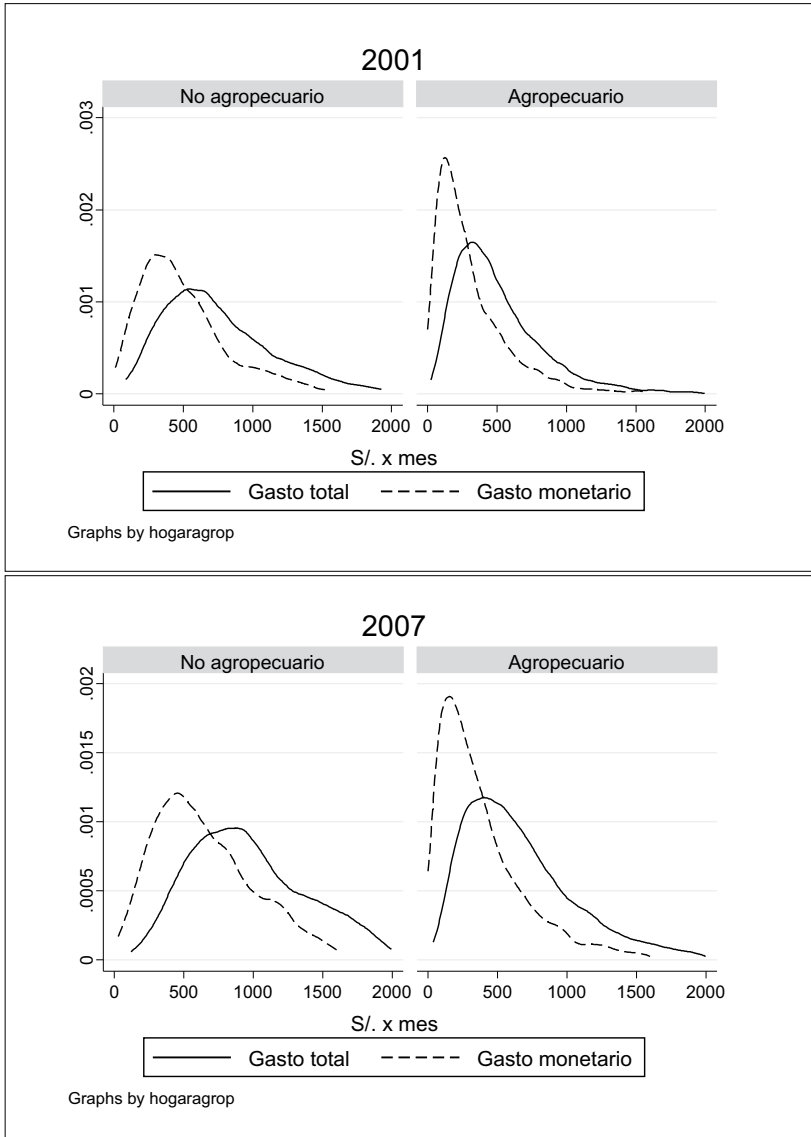 2001
No agropecuario
Agropecuario
.003
.002
.001
0
0 500 1000 1500 2000
0 500 1000 1500 2000
S/. x mes
Gasto total
Gasto monetario
Graphs by hogaragrop
2007
No agropecuario
Agropecuario
.002
.0015
.001
.0005
0
0 500 1000 1500 2000
0 500 1000 1500 2000
S/. x mes
Gasto total
Gasto monetario
Graphs by hogaragrop